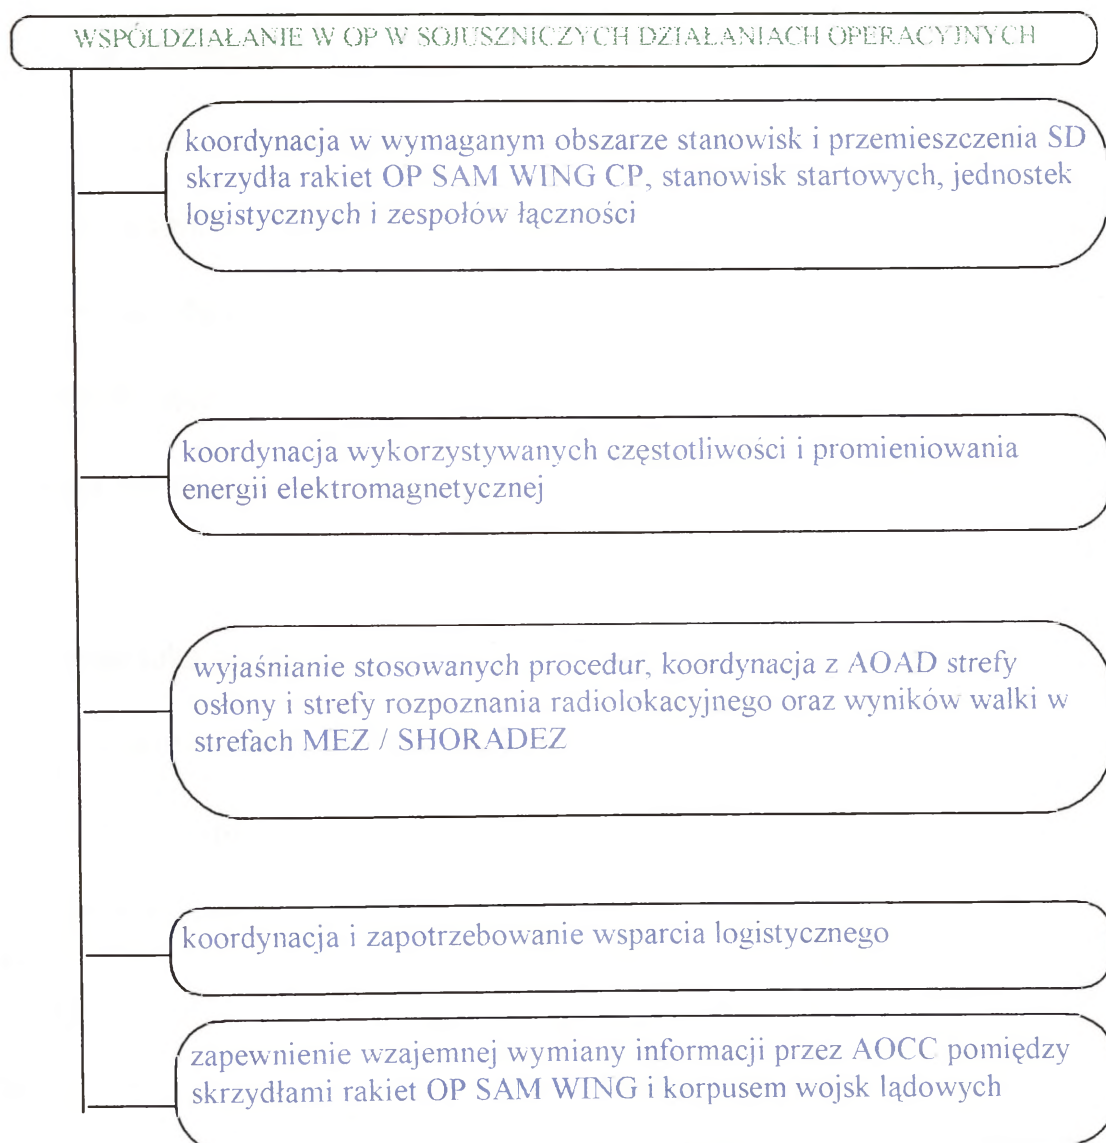 WSPÓŁDZIAŁANIE W OP W SOJUSZNICZYCH DZIAŁANIACH OPERACYJNYCH
koordynacja w wymaganym obszarze stanowisk i przemieszczenia SD
skrzydła rakiet OP SAM WING CP, stanowisk startowych, jednostek
logistycznych i zespołów łączności
koordynacja wykorzystywanych częstotliwości i promieniowania
energii elektromagnetycznej
wyjaśnianie stosowanych procedur, koordynacja z AOAD strefy
osłony i strefy rozpoznania radiolokacyjnego oraz wyników walki w
strefach MEZ / SHORADEZ
koordynacja i zapotrzebowanie wsparcia logistycznego
zapewnienie wzajemnej wymiany informacji przez AOCC pomiędzy
skrzydłami rakiet OP SAM WING i korpusem wojsk lądowych